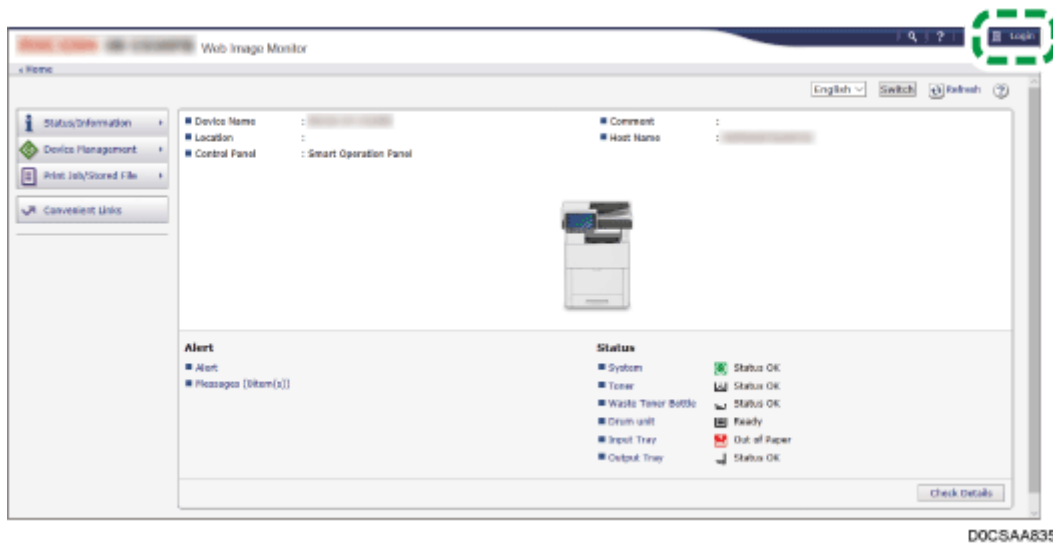 Web Image Monitor
Login
Home
English
Switch
Refresh
Status/Information
Device Management
Print Job/Stored File
Convenient Links
Device Name :
Location :
Control Panel : Smart Operation Panel
Comment :
Host Name :
Alert
Alert
Messages (0item(s))
Status
System Status OK
Toner Status OK
Waste Toner Bottle Status OK
Drum unit Ready
Input Tray Out of Paper
Output Tray Status OK
Check Details
D0CSAA835